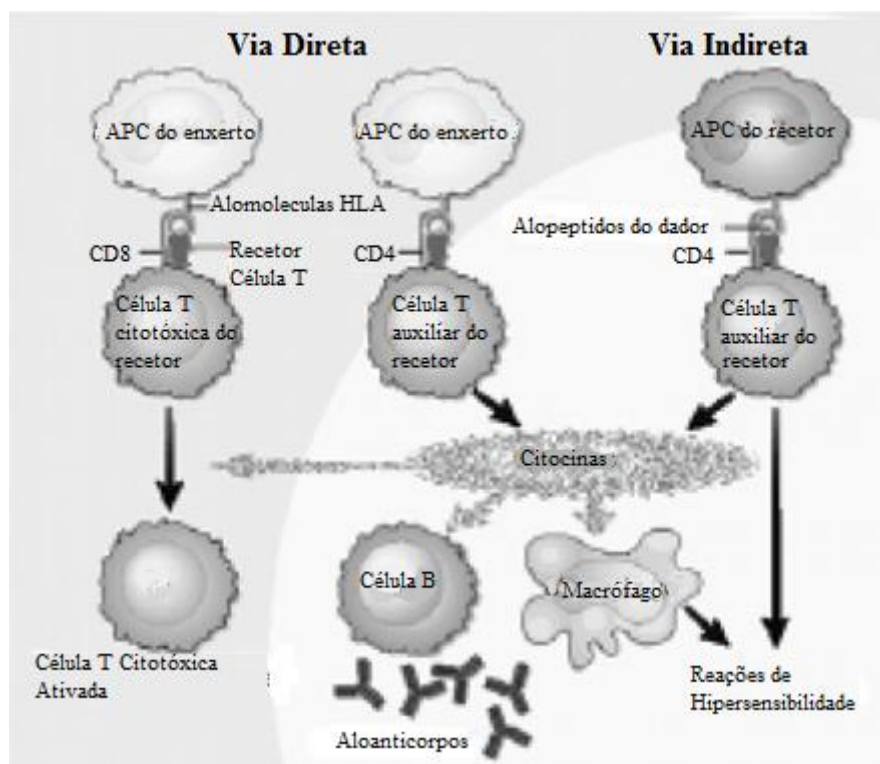 Via Direta
Via Indireta
APC do enxerto
APC do enxerto
APC do recetor
Alomoleculas HLA
Alopeptidos do dador
CD8
Recetor
Célula T
CD4
CD4
Célula T
citotóxica do
recetor
Célula T
auxiliar do
recetor
Célula T
auxiliar do
recetor
Citocinas
Célula B
Macrófago
Célula T Citotóxica
Ativada
Reações de
Hipersensibilidade
Aloanticorpos